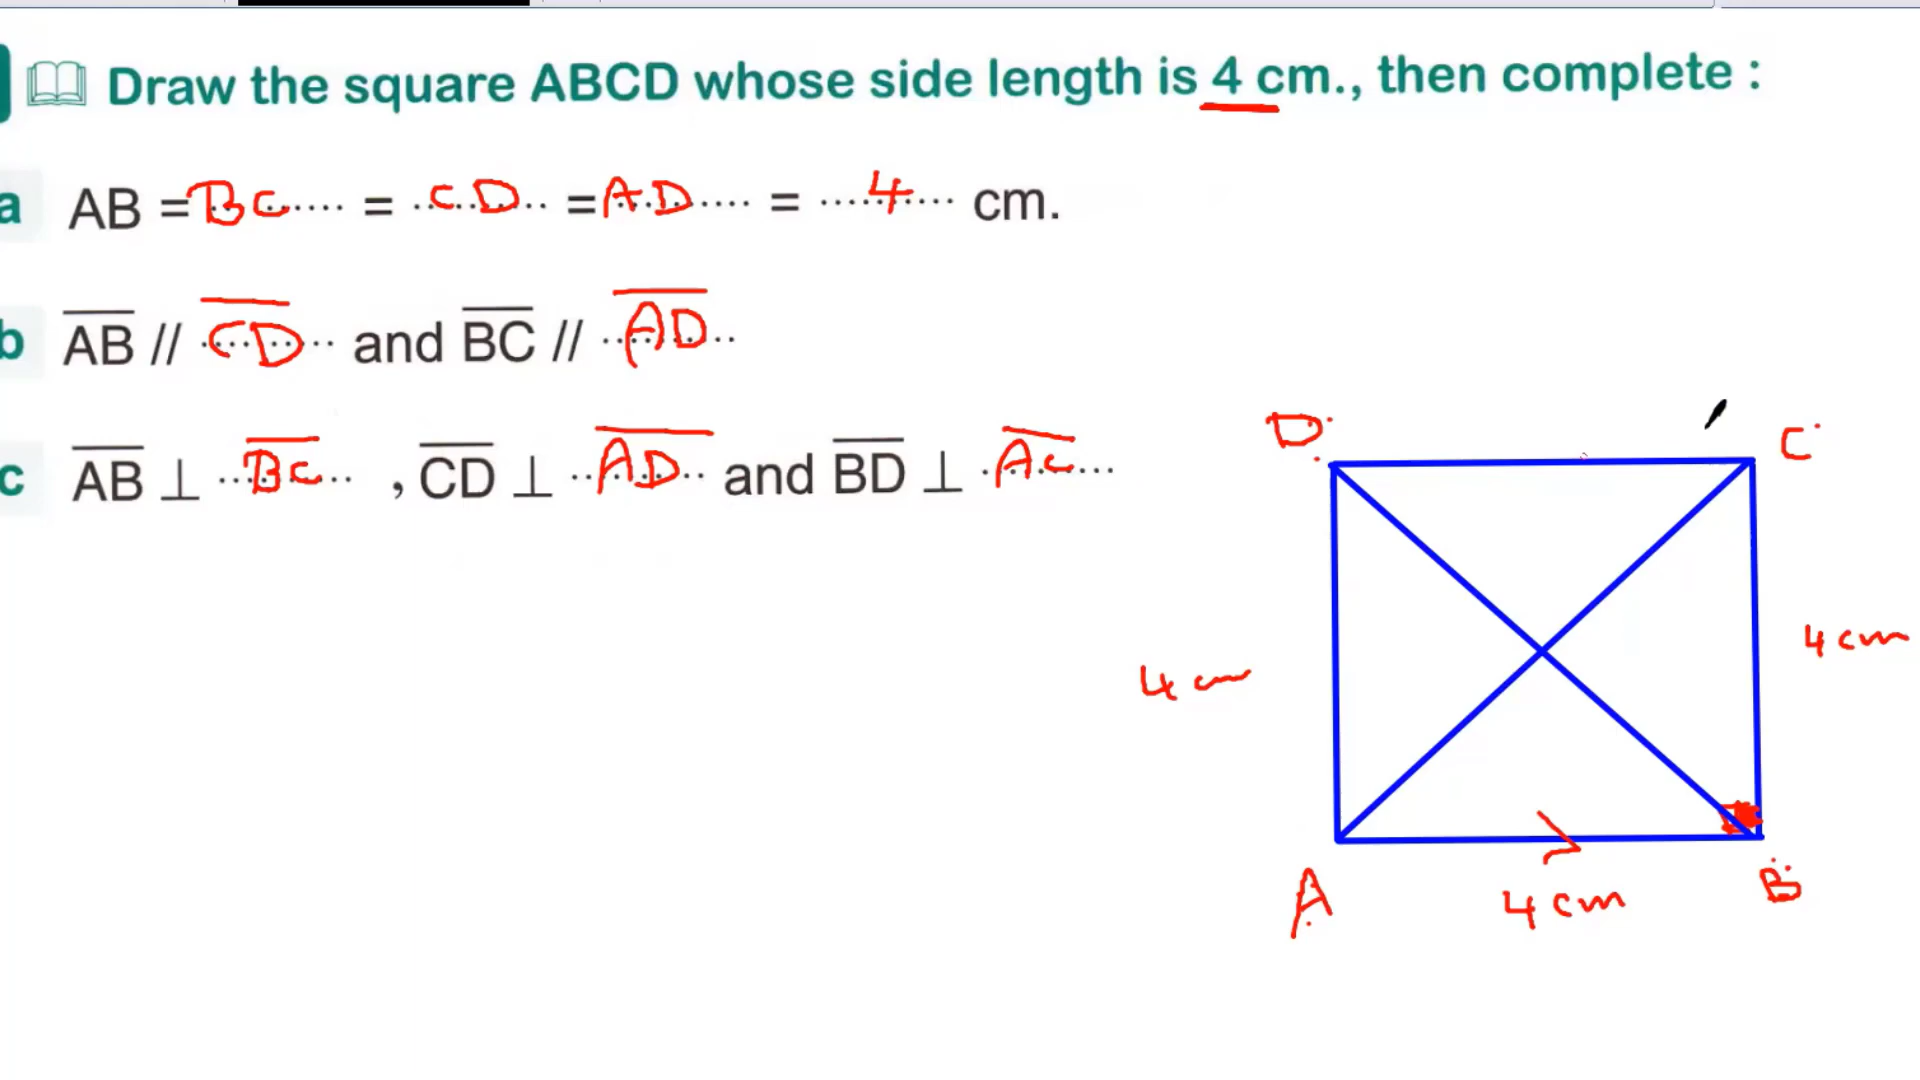 Draw the square ABCD whose side length is 4 cm., then complete :
a AB = BC = CD = AD = 4 cm.
b AB // CD and BC // AD
c AB ⊥ BC , CD ⊥ AD and BD ⊥ AC
D C
4 cm
4 cm
A B
4 cm